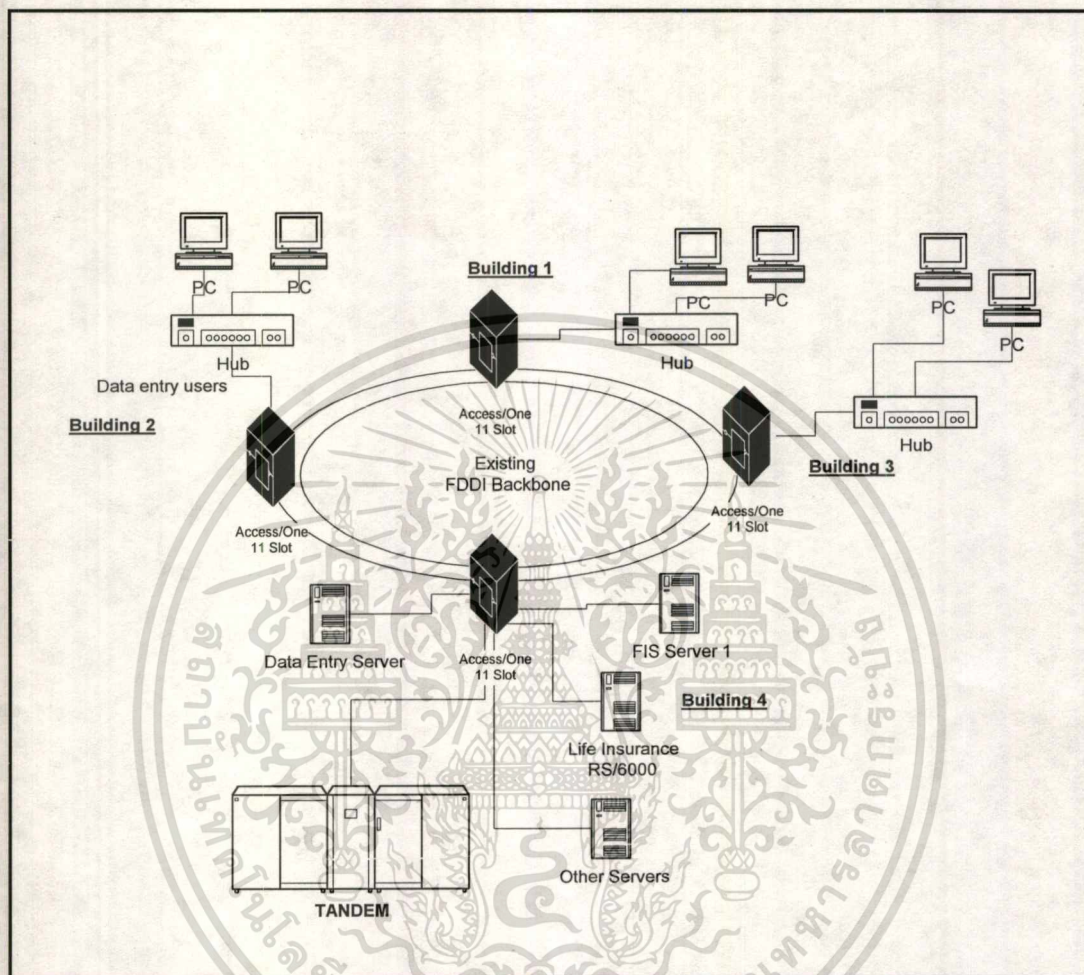 Building 1
PC
PC
PC
PC
PC
PC
Hub
Hub
Hub
Data entry users
Building 2
Building 3
Access/One
11 Slot
Existing
FDDI Backbone
Access/One
11 Slot
Access/One
11 Slot
Data Entry Server
Access/One
11 Slot
FIS Server 1
Building 4
Life Insurance
RS/6000
Other Servers
TANDEM